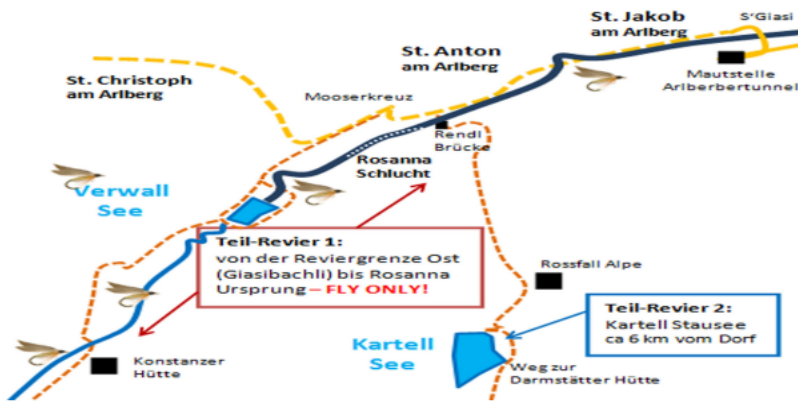 St. Jakob
am Arlberg
S'Giasi
St. Anton
am Arlberg
Mautstelle
Arlberbertunnel
St. Christoph
am Arlberg
Mooserkreuz
Rendl
Brücke
Rosanna
Schlucht
Verwall
See
Teil-Revier 1:
von der Reviergrenze Ost
(Giasibachli) bis Rosanna
Ursprung – FLY ONLY!
Rossfall Alpe
Teil-Revier 2:
Kartell Stausee
ca 6 km vom Dorf
Kartell
See
Konstanzer
Hütte
Weg zur
Darmstätter Hütte